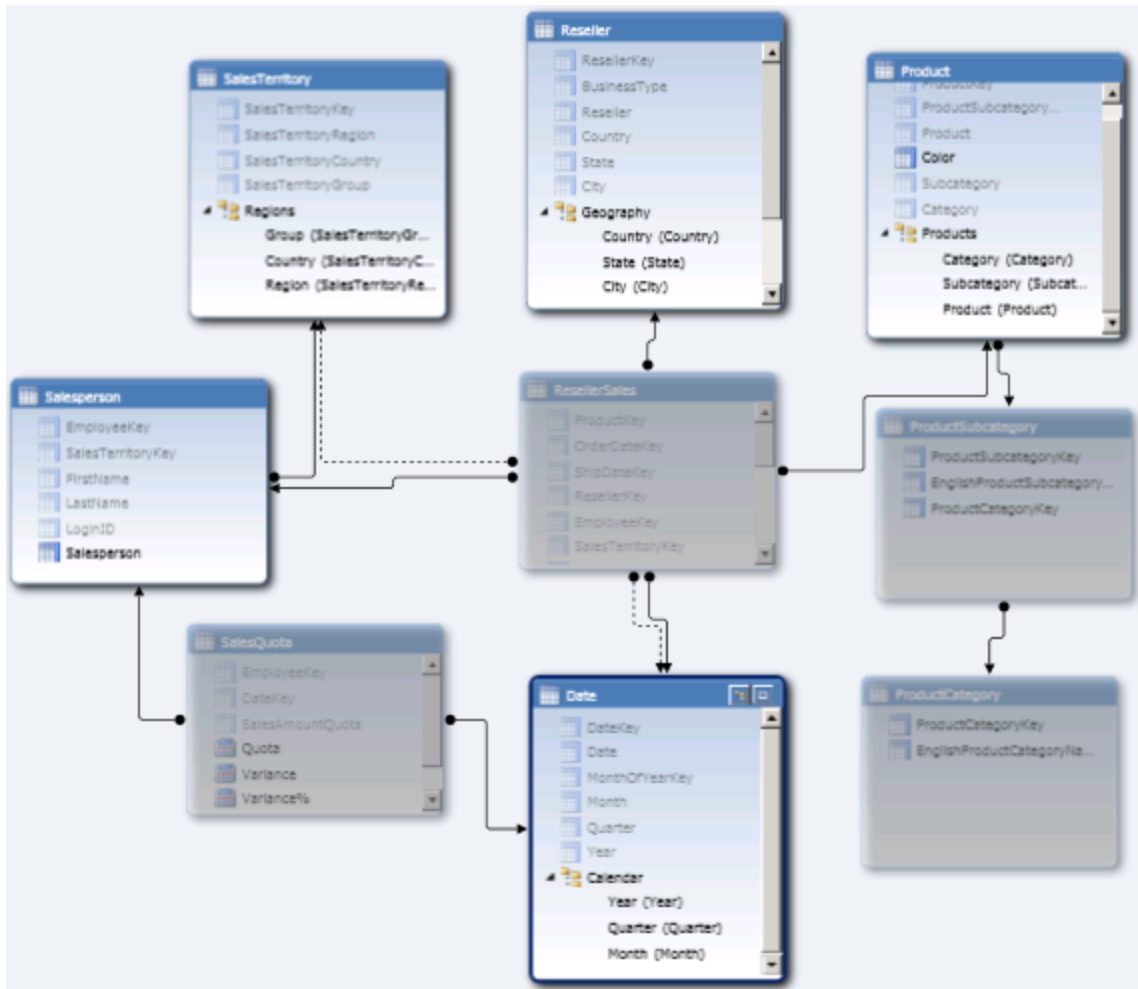 SalesTerritory
SalesTerritoryKey
SalesTerritoryRegion
SalesTerritoryCountry
SalesTerritoryGroup
Regions
Group (SalesTerritoryGr...
Country (SalesTerritoryC...
Region (SalesTerritoryRe...
Reseller
ResellerKey
BusinessType
Reseller
Country
State
City
Geography
Country (Country)
State (State)
City (City)
Product
ProductKey
ProductSubcategory...
Product
Color
Subcategory
Category
Products
Category (Category)
Subcategory (Subcat...
Product (Product)
Salesperson
EmployeeKey
SalesTerritoryKey
FirstName
LastName
LoginID
Salesperson
ResellerSales
ProductKey
OrderDateKey
ShipDateKey
ResellerKey
EmployeeKey
SalesTerritoryKey
ProductSubcategory
ProductSubcategoryKey
EnglishProductSubcategory...
ProductCategoryKey
SalesQuota
EmployeeKey
DateKey
SalesAmountQuota
Quota
Variance
Variance%
Date
DateKey
Date
MonthOfYearKey
Month
Quarter
Year
Calendar
Year (Year)
Quarter (Quarter)
Month (Month)
ProductCategory
ProductCategoryKey
EnglishProductCategoryNa...